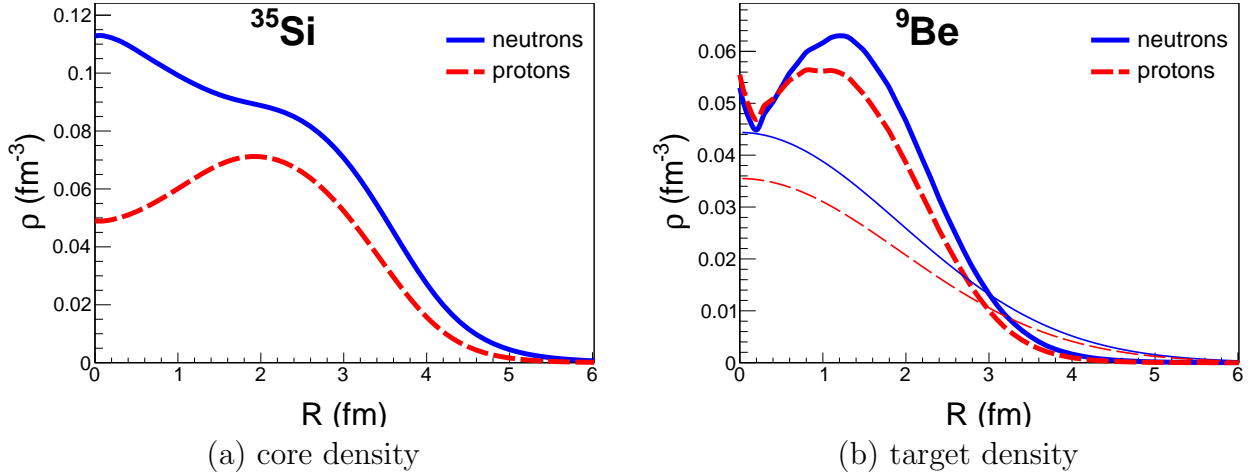 ³⁵Si
neutrons
protons
ρ (fm⁻³)
0.12
0.1
0.08
0.06
0.04
0.02
0
0 1 2 3 4 5 6
R (fm)
(a) core density
⁹Be
neutrons
protons
ρ (fm⁻³)
0.06
0.05
0.04
0.03
0.02
0.01
0
0 1 2 3 4 5 6
R (fm)
(b) target density